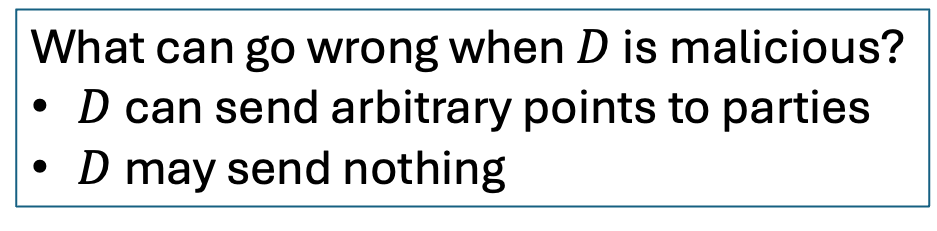 What can go wrong when D is malicious?
• D can send arbitrary points to parties
• D may send nothing